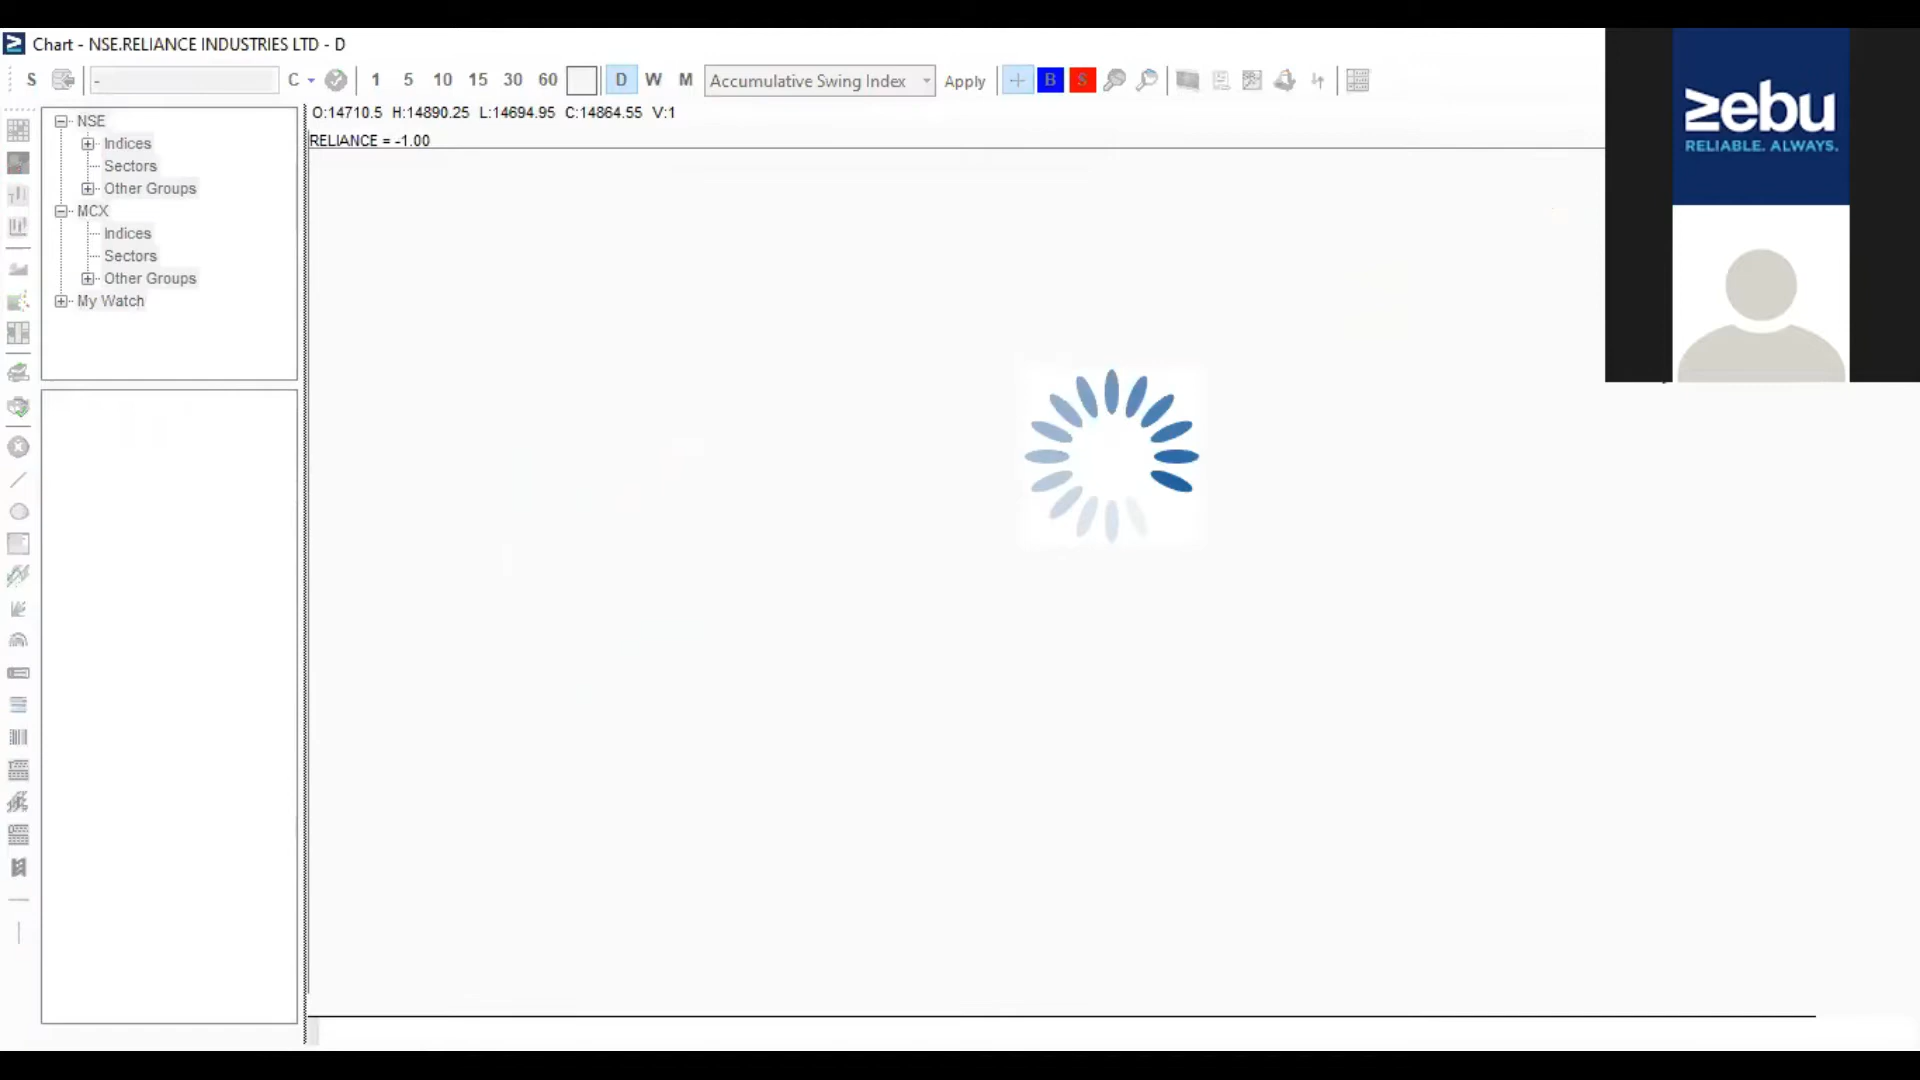 Chart - NSE.RELIANCE INDUSTRIES LTD - D
S - C 1 5 10 15 30 60 D W M Accumulative Swing Index Apply B S
O:14710.5 H:14890.25 L:14694.95 C:14864.55 V:1
RELIANCE = -1.00
NSE
Indices
Sectors
Other Groups
MCX
Indices
Sectors
Other Groups
My Watch
zebu
RELIABLE. ALWAYS.